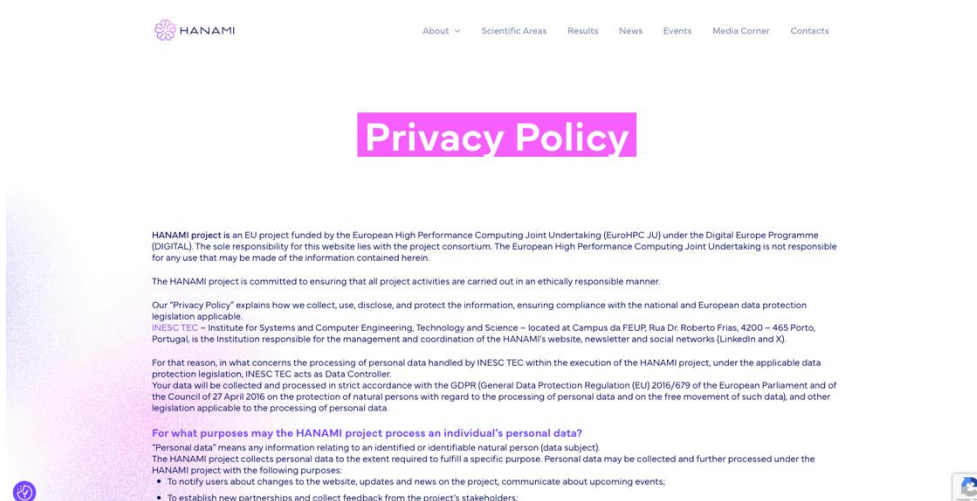 HANAMI
About Scientific Areas Results News Events Media Corner Contacts
Privacy Policy
HANAMI project is an EU project funded by the European High Performance Computing Joint Undertaking (EuroHPC JU) under the Digital Europe Programme
(DIGITAL). The sole responsibility for this website lies with the project consortium. The European High Performance Computing Joint Undertaking is not responsible
for any use that may be made of the information contained herein.
The HANAMI project is committed to ensuring that all project activities are carried out in an ethically responsible manner.
Our “Privacy Policy” explains how we collect, use, disclose, and protect the information, ensuring compliance with the national and European data protection
legislation applicable.
INESC TEC – Institute for Systems and Computer Engineering, Technology and Science – located at Campus da FEUP, Rua Dr. Roberto Frias, 4200 – 465 Porto,
Portugal, is the Institution responsible for the management and coordination of the HANAMI’s website, newsletter and social networks (LinkedIn and X).
For that reason, in what concerns the processing of personal data handled by INESC TEC within the execution of the HANAMI project, under the applicable data
protection legislation, INESC TEC acts as Data Controller.
Your data will be collected and processed in strict accordance with the GDPR (General Data Protection Regulation (EU) 2016/679 of the European Parliament and of
the Council of 27 April 2016 on the protection of natural persons with regard to the processing of personal data and on the free movement of such data), and other
legislation applicable to the processing of personal data.
For what purposes may the HANAMI project process an individual’s personal data?
“Personal data” means any information relating to an identified or identifiable natural person (data subject).
The HANAMI project collects personal data to the extent required to fulfill a specific purpose. Personal data may be collected and further processed under the
HANAMI project with the following purposes:
• To notify users about changes to the website, updates and news on the project, communicate about upcoming events;
• To establish new partnerships and collect feedback from the project’s stakeholders;